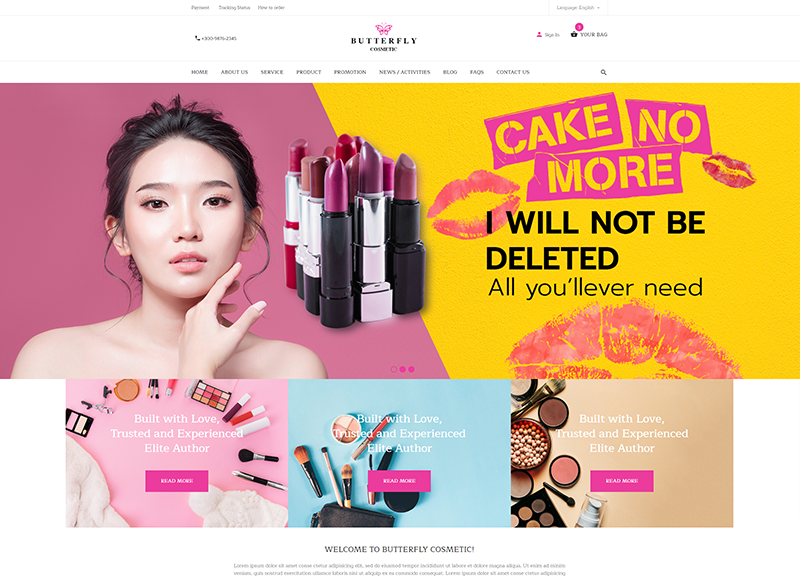 Payment Tracking Status How to order
Language: English
+300-9876-2345
BUTTERFLY
COSMETIC
Sign In
3
YOUR BAG
HOME ABOUT US SERVICE PRODUCT PROMOTION NEWS / ACTIVITIES BLOG FAQS CONTACT US
CAKE NO
MORE
I WILL NOT BE
DELETED
All you'llever need
Built with Love,
Trusted and Experienced
Elite Author
READ MORE
Built with Love,
Trusted and Experienced
Elite Author
READ MORE
Built with Love,
Trusted and Experienced
Elite Author
READ MORE
WELCOME TO BUTTERFLY COSMETIC!
Lorem ipsum dolor sit amet conse ctetur adipisicing elit, sed do eiusmod tempor incididunt ut labore et dolore magna aliqua. Ut enim ad minim
veniam, quis nostrud exercitation ullamco laboris nisi ut aliquip ex ea commodo consequat. Lorem ipsum dolor sit amet conse ctetur adipisicing elit,